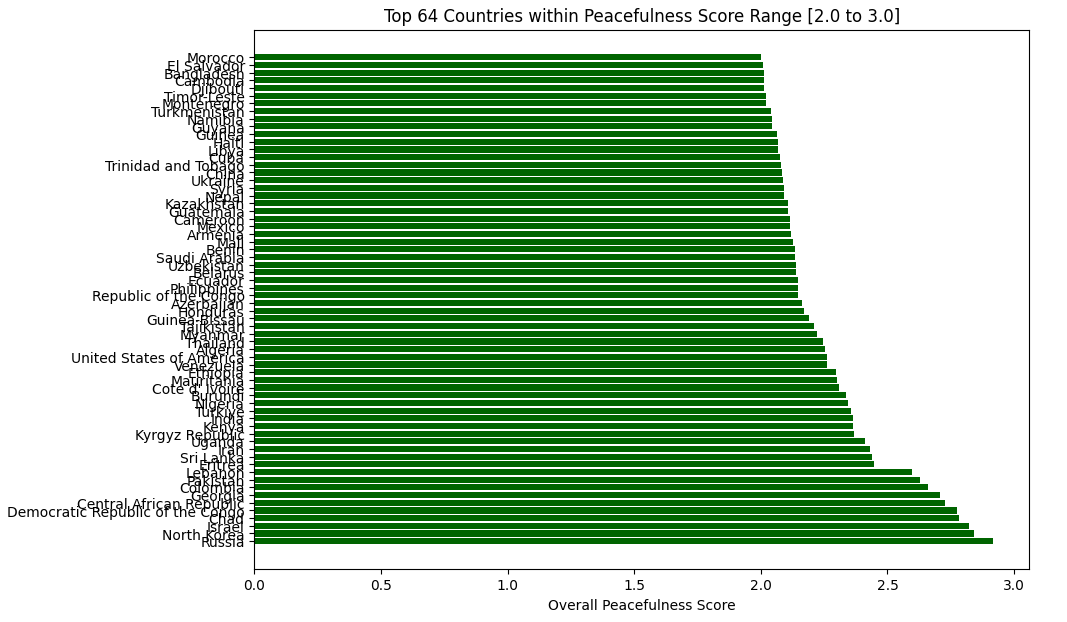 Top 64 Countries within Peacefulness Score Range [2.0 to 3.0]
Morocco
El Salvador
Bangladesh
Cambodia
Djibouti
Timor-Leste
Montenegro
Turkmenistan
Namibia
Guyana
Guinea
Haiti
Libya
Cuba
Trinidad and Tobago
China
Ukraine
Syria
Nepal
Kazakhstan
Guatemala
Cameroon
Mexico
Armenia
Mali
Benin
Saudi Arabia
Uzbekistan
Belarus
Ecuador
Philippines
Republic of the Congo
Azerbaijan
Honduras
Guinea-Bissau
Tajikistan
Myanmar
Thailand
Algeria
United States of America
Venezuela
Ethiopia
Mauritania
Cote d' Ivoire
Burundi
Nigeria
Turkiye
India
Kenya
Kyrgyz Republic
Uganda
Iran
Sri Lanka
Eritrea
Lebanon
Pakistan
Colombia
Georgia
Central African Republic
Democratic Republic of the Congo
Chad
Israel
North Korea
Russia
0.0 0.5 1.0 1.5 2.0 2.5 3.0
Overall Peacefulness Score